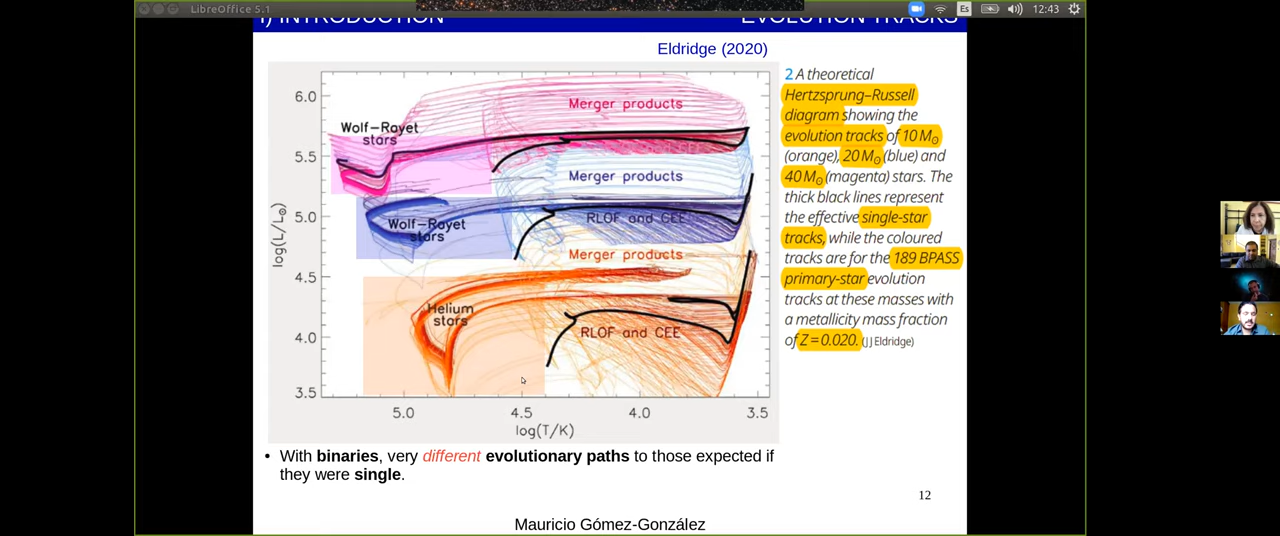 LibreOffice 5.1
Es
12:43
I) INTRODUCTION
EVOLUTION TRACKS
Eldridge (2020)
6.0
5.5
5.0
4.5
4.0
3.5
log(L/L⊙)
Merger products
Wolf-Rayet
stars
Merger products
RLOF and CEE
Wolf-Rayet
stars
Merger products
Helium
stars
RLOF and CEE
5.0
4.5
4.0
3.5
log(T/K)
2 A theoretical
Hertzsprung–Russell
diagram showing the
evolution tracks of 10 M⊙
(orange), 20 M⊙ (blue) and
40 M⊙ (magenta) stars. The
thick black lines represent
the effective single-star
tracks, while the coloured
tracks are for the 189 BPASS
primary-star evolution
tracks at these masses with
a metallicity mass fraction
of Z = 0.020. (J J Eldridge)
• With binaries, very different evolutionary paths to those expected if
they were single.
12
Mauricio Gómez-González